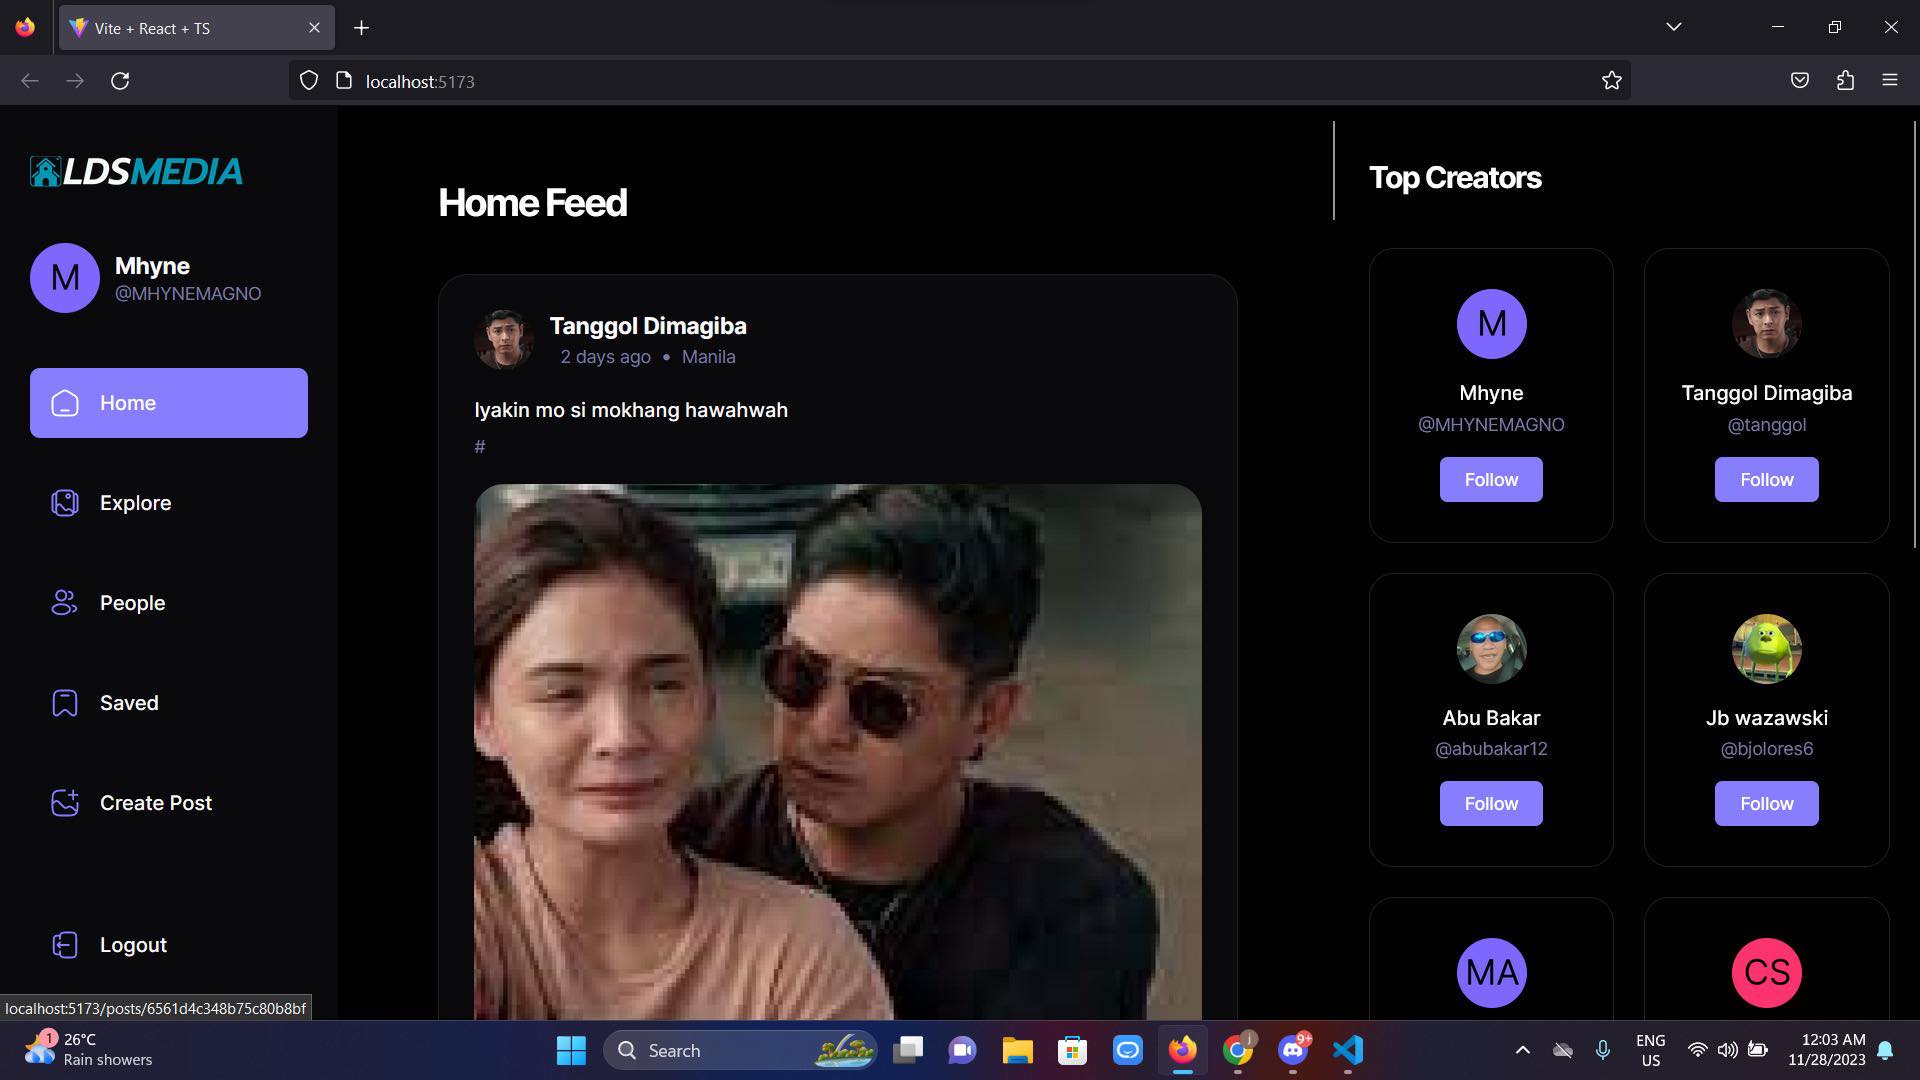 Vite + React + TS
localhost:5173
LDSMEDIA
M
Mhyne
@MHYNEMAGNO
Home
Explore
People
Saved
Create Post
Logout
localhost:5173/posts/6561d4c348b75c80b8bf
Home Feed
Tanggol Dimagiba
2 days ago • Manila
Iyakin mo si mokhang hawahwah
#
Top Creators
M
Mhyne
@MHYNEMAGNO
Follow
Tanggol Dimagiba
@tanggol
Follow
Abu Bakar
@abubakar12
Follow
Jb wazawski
@bjolores6
Follow
MA
CS
1
26°C
Rain showers
Search
j
9+
ENG
US
12:03 AM
11/28/2023